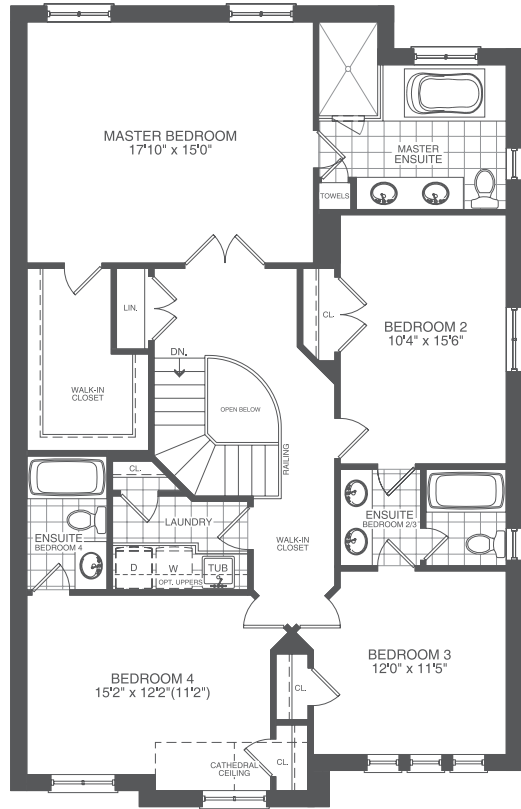 MASTER BEDROOM
17'10" x 15'0"
MASTER
ENSUITE
TOWELS
LIN.
CL.
BEDROOM 2
10'4" x 15'6"
DN.
WALK-IN
CLOSET
OPEN BELOW
RAILING
CL.
LAUNDRY
ENSUITE
BEDROOM 2/3
ENSUITE
BEDROOM 4
WALK-IN
CLOSET
D
W
TUB
OPT. UPPERS
BEDROOM 3
12'0" x 11'5"
BEDROOM 4
15'2" x 12'2"(11'2")
CL.
CATHEDRAL
CEILING
CL.